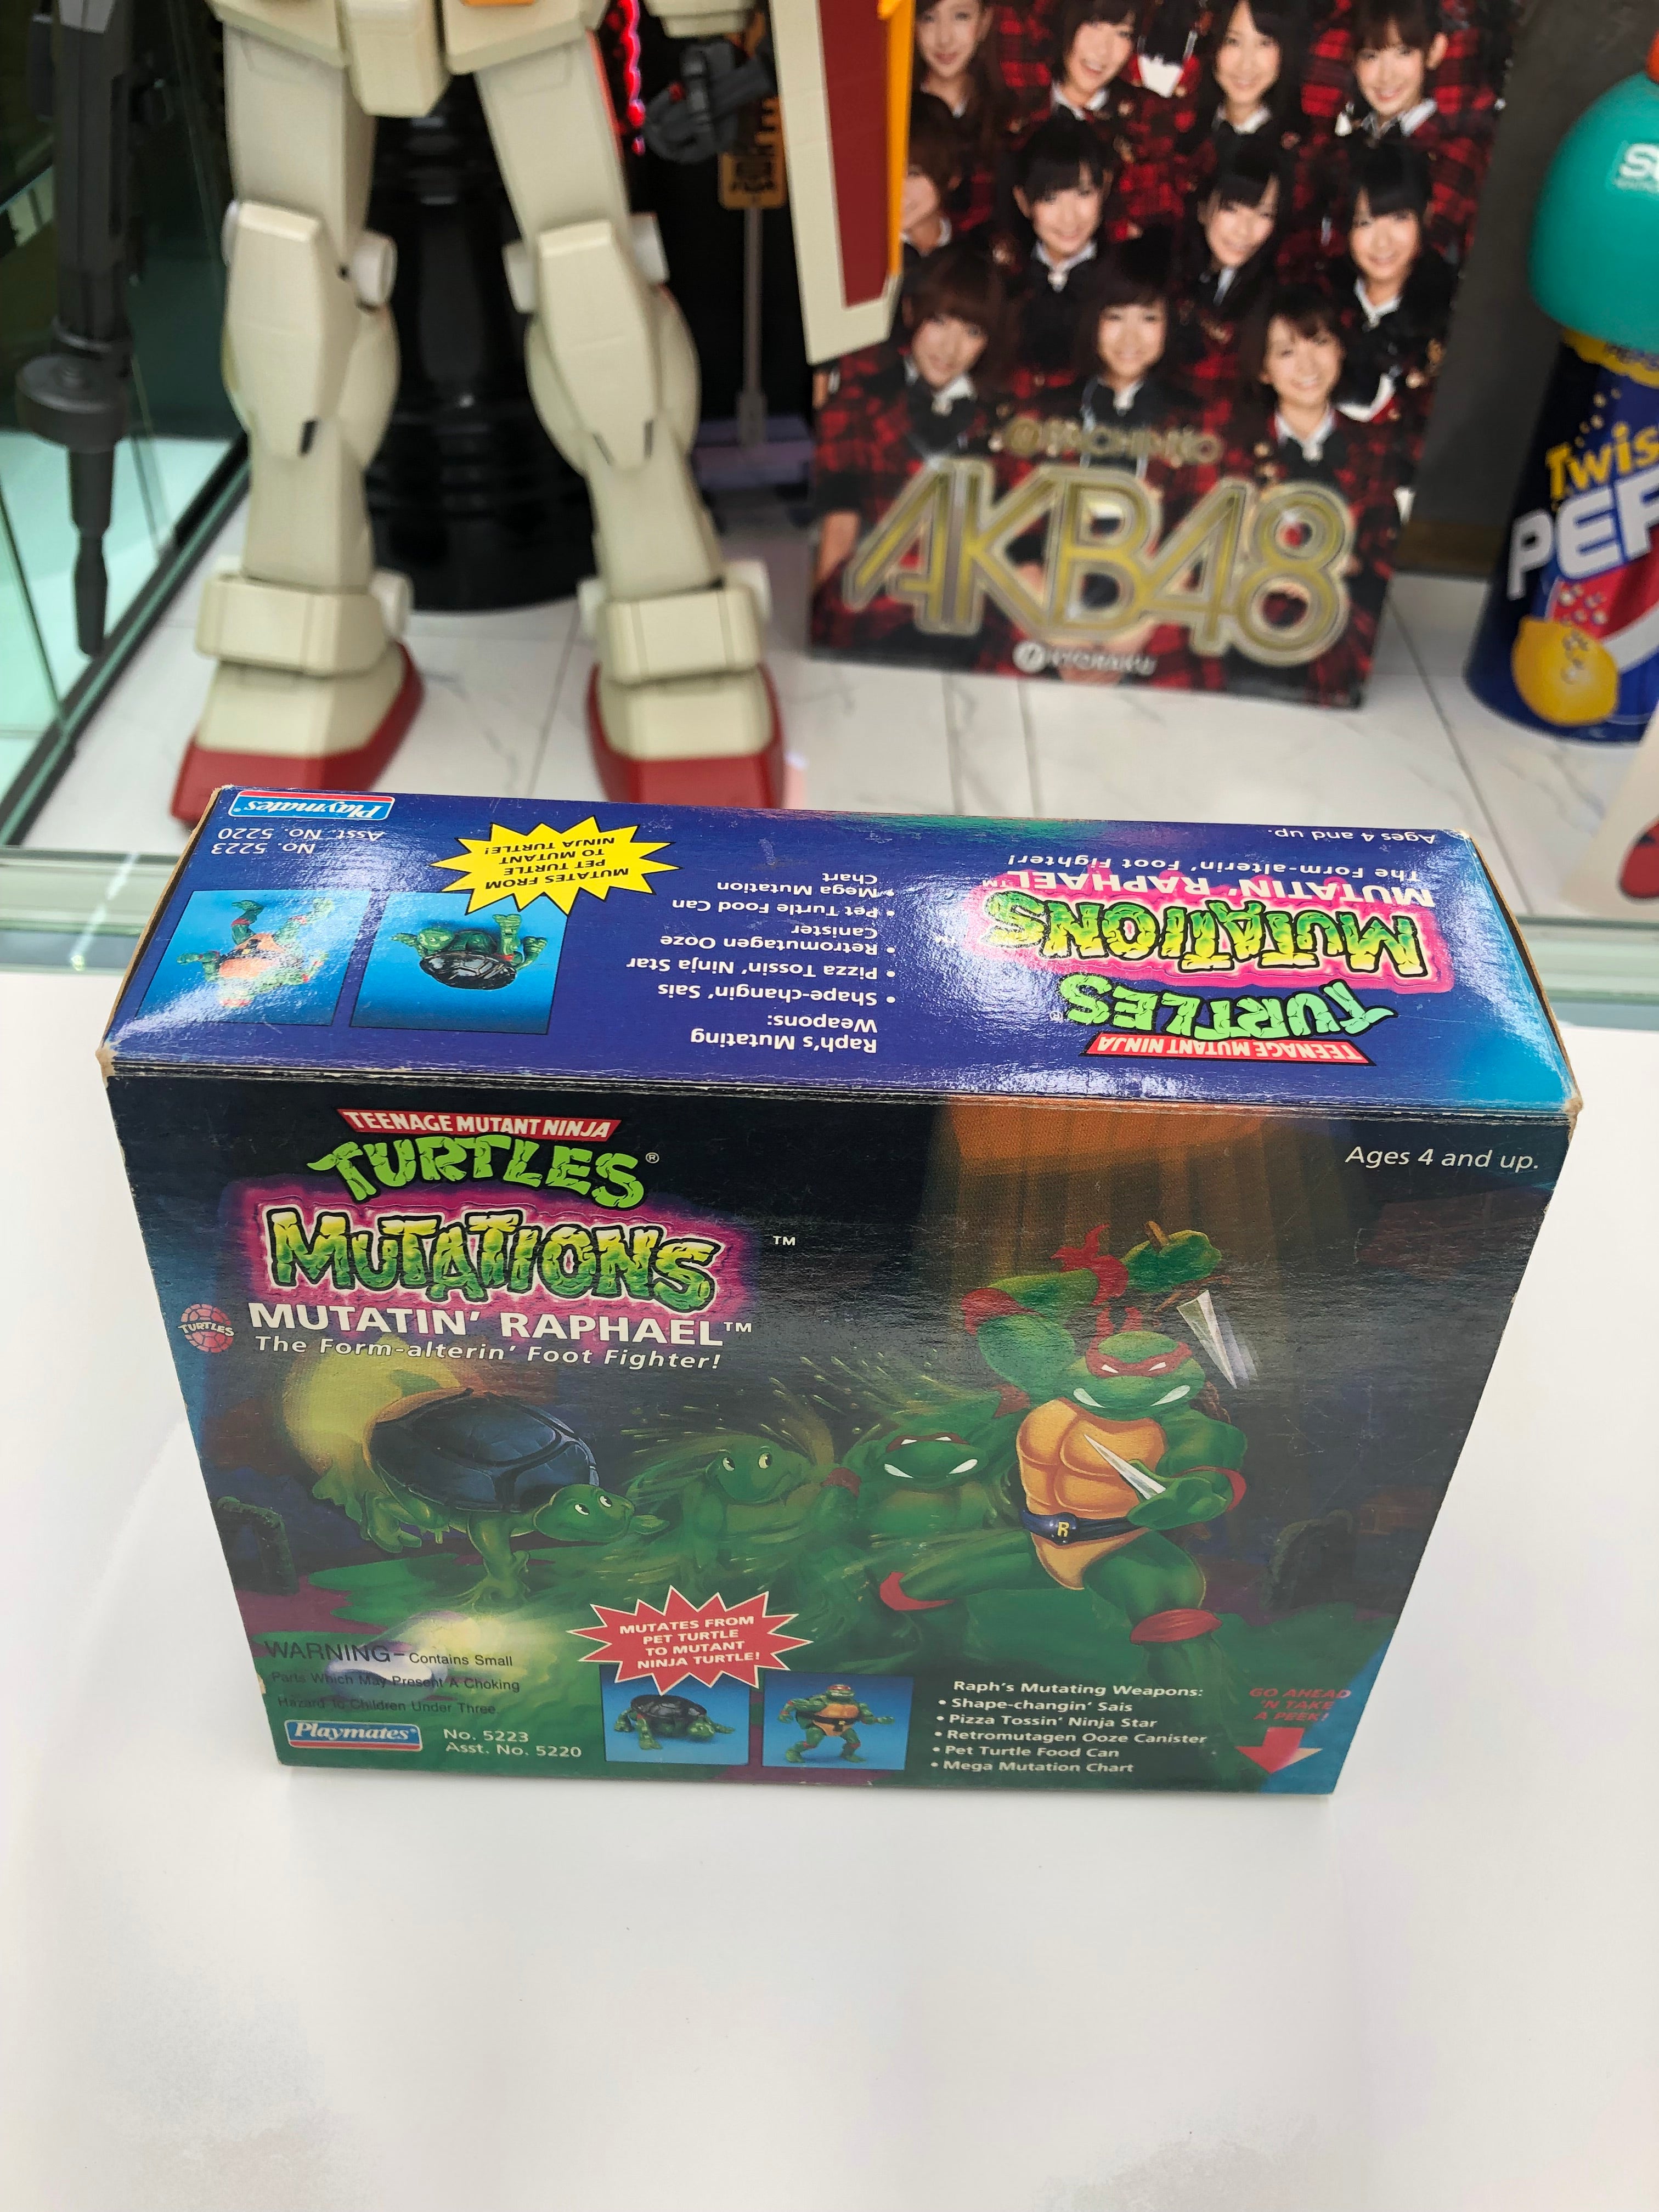 AKB48
KYORAKU
Twis
PEP
Playmates®
No. 5223
Asst. No. 5220
MUTATES FROM
PET TURTLE
TO MUTANT
NINJA TURTLE!
Raph's Mutating
Weapons:
• Shape-changin' Sais
• Pizza Tossin' Ninja Star
• Retromutagen Ooze
Canister
• Pet Turtle Food Can
• Mega Mutation
Chart
TEENAGE MUTANT NINJA
TURTLES®
MUTATIONS™
MUTATIN' RAPHAEL™
The Form-alterin' Foot Fighter!
Ages 4 and up.
TEENAGE MUTANT NINJA
TURTLES®
MUTATIONS™
TURTLES
MUTATIN' RAPHAEL™
The Form-alterin' Foot Fighter!
Ages 4 and up.
R
WARNING-Contains Small
Parts Which May Present A Choking
Hazard To Children Under Three.
Playmates®
No. 5223
Asst. No. 5220
MUTATES FROM
PET TURTLE
TO MUTANT
NINJA TURTLE!
Raph's Mutating Weapons:
• Shape-changin' Sais
• Pizza Tossin' Ninja Star
• Retromutagen Ooze Canister
• Pet Turtle Food Can
• Mega Mutation Chart
GO AHEAD
'N TAKE
A PEEK!